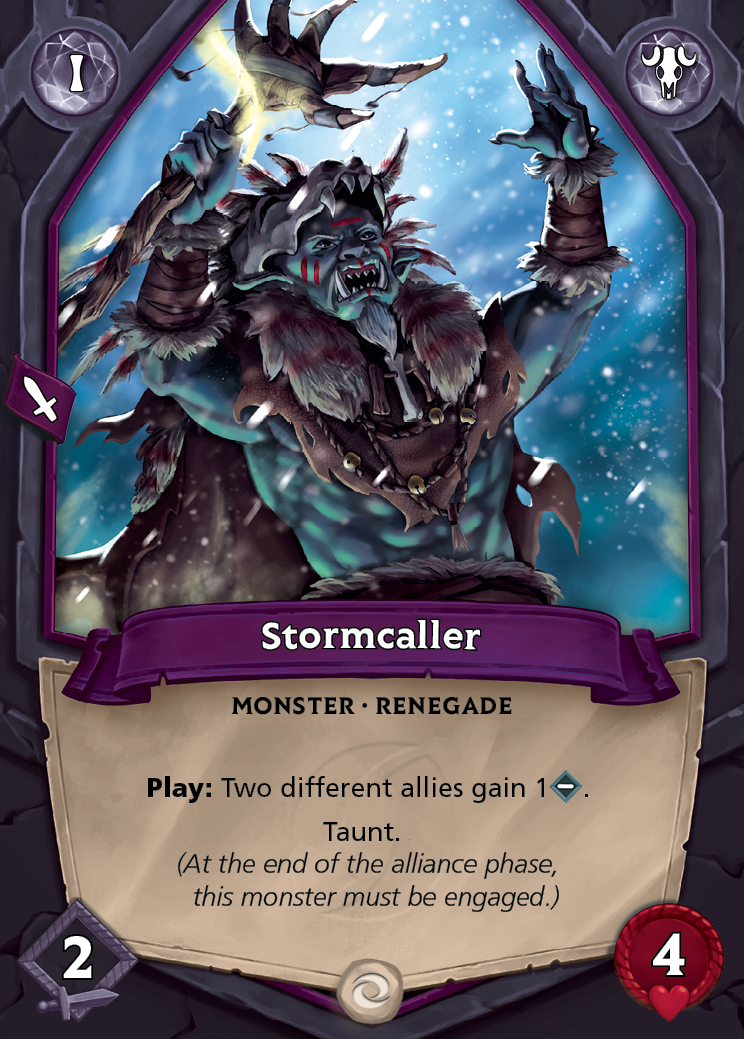 I
Stormcaller
MONSTER · RENEGADE
Play: Two different allies gain 1.
Taunt.
(At the end of the alliance phase,
this monster must be engaged.)
2
4